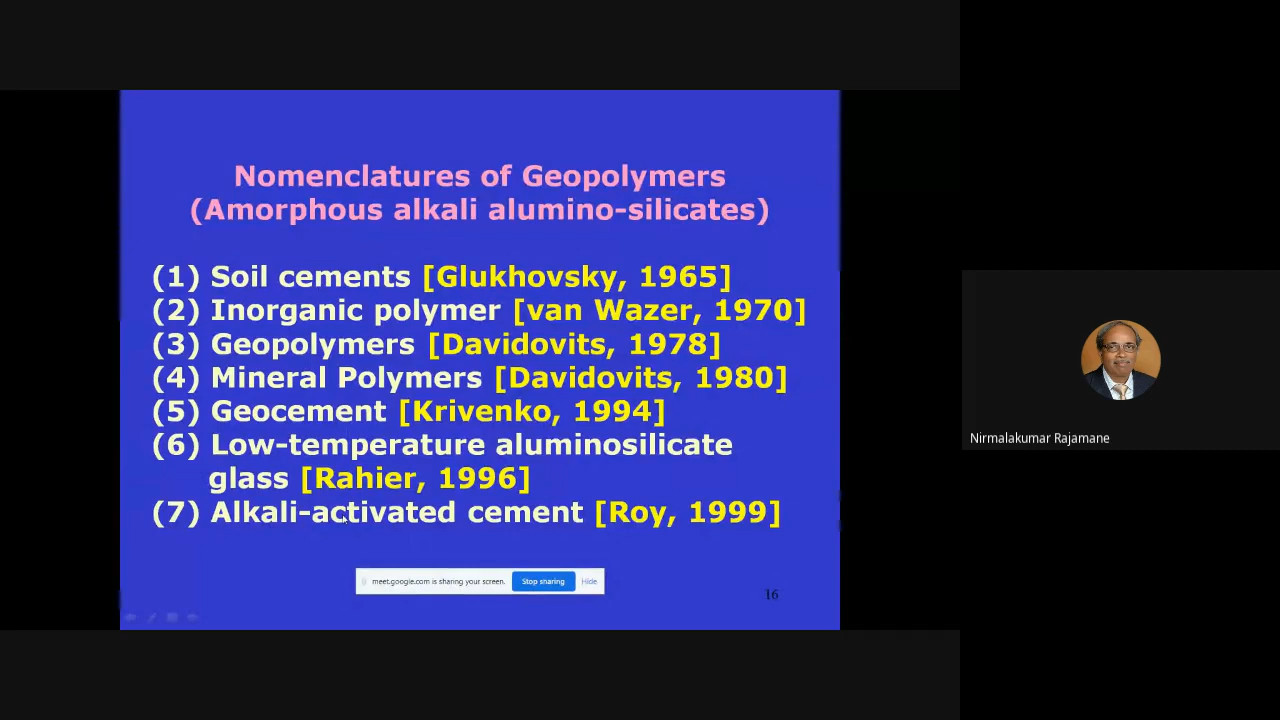 Nomenclatures of Geopolymers
(Amorphous alkali alumino-silicates)
(1) Soil cements [Glukhovsky, 1965]
(2) Inorganic polymer [van Wazer, 1970]
(3) Geopolymers [Davidovits, 1978]
(4) Mineral Polymers [Davidovits, 1980]
(5) Geocement [Krivenko, 1994]
(6) Low-temperature aluminosilicate
glass [Rahier, 1996]
(7) Alkali-activated cement [Roy, 1999]
meet.google.com is sharing your screen. Stop sharing Hide
16
Nirmalakumar Rajamane